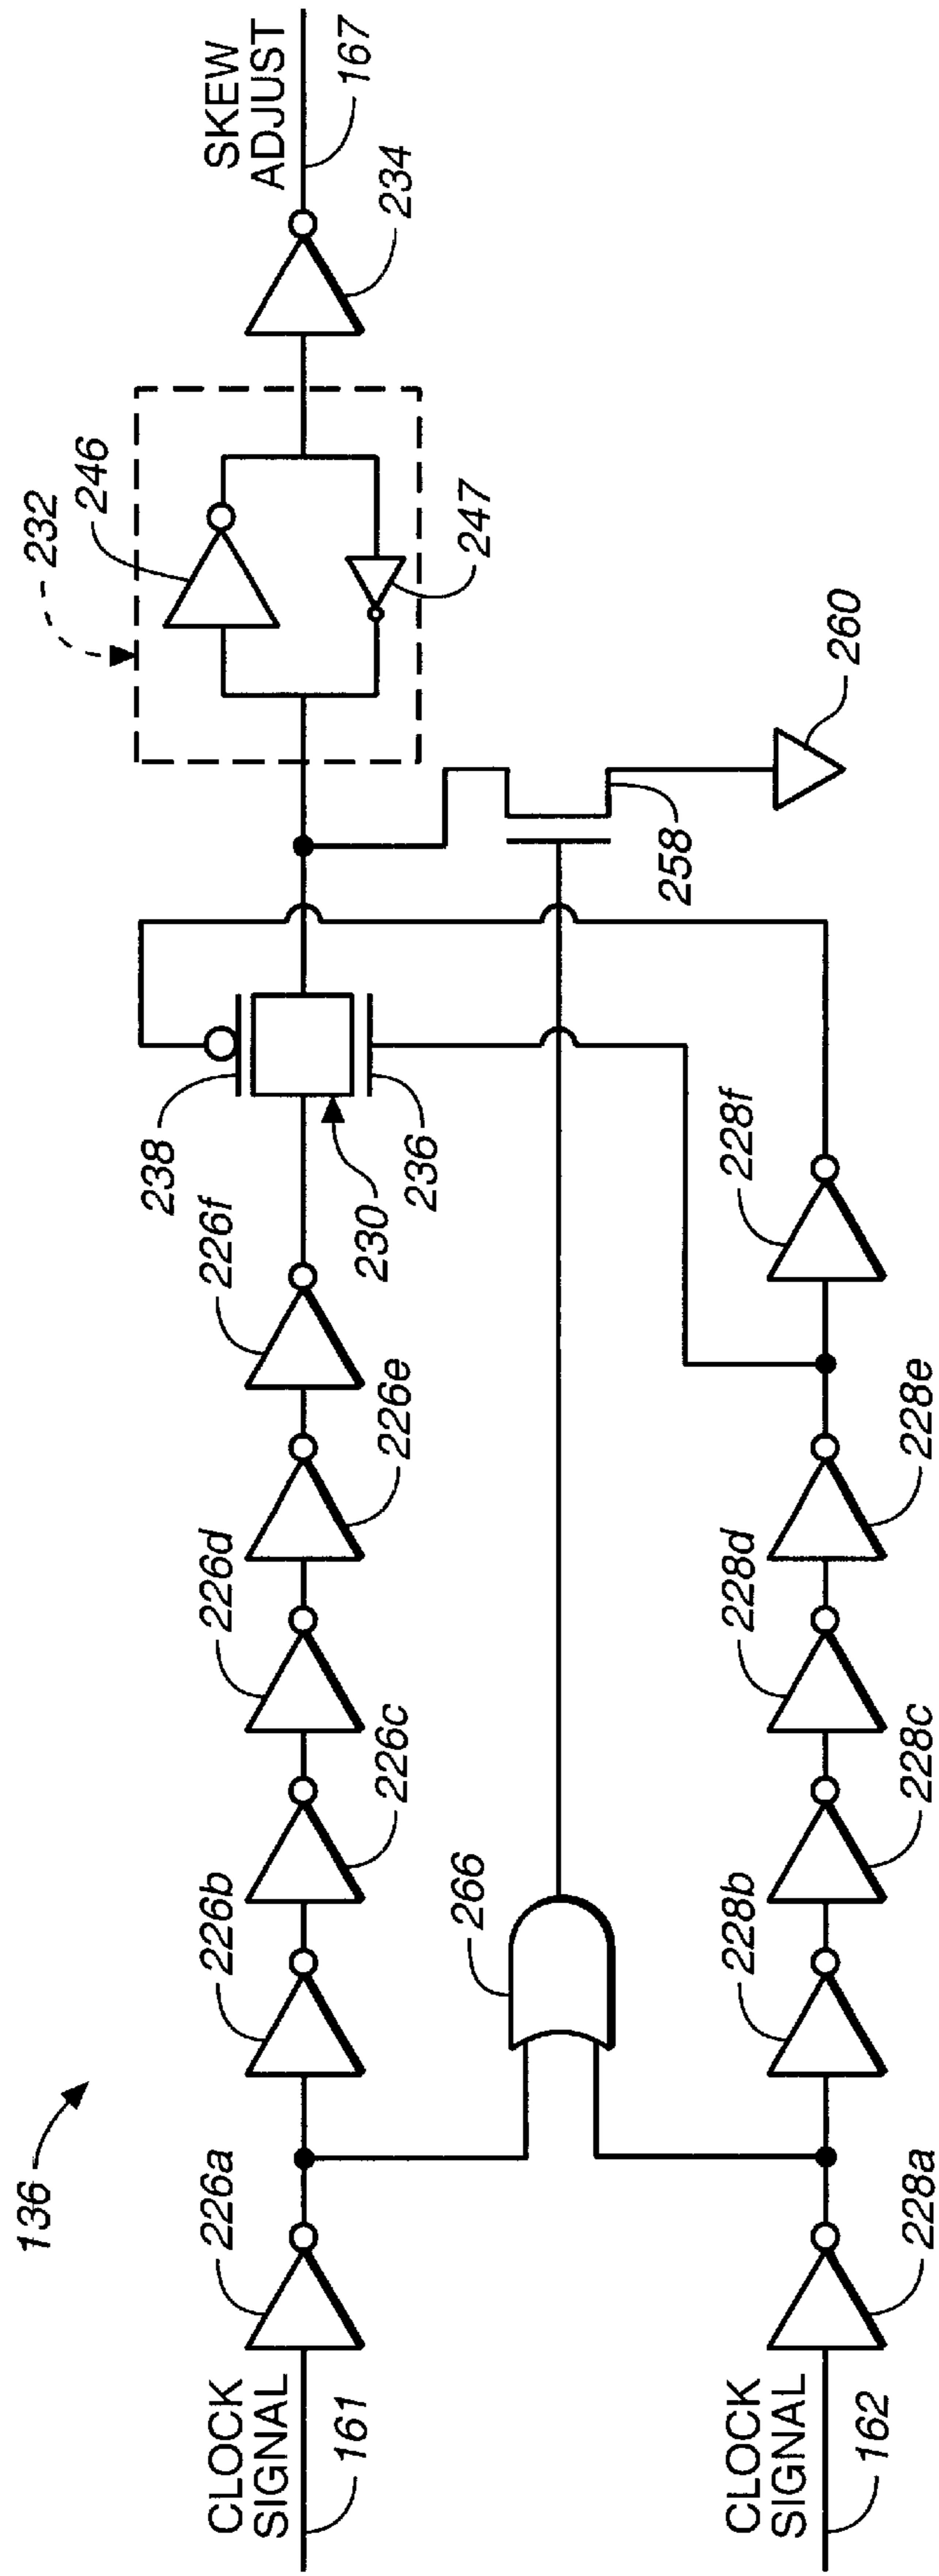 136
CLOCK
SIGNAL
161
226a
226b
226c
226d
226e
226f
238
230
236
232
246
247
234
SKEW
ADJUST
167
266
258
260
CLOCK
SIGNAL
162
228a
228b
228c
228d
228e
228f